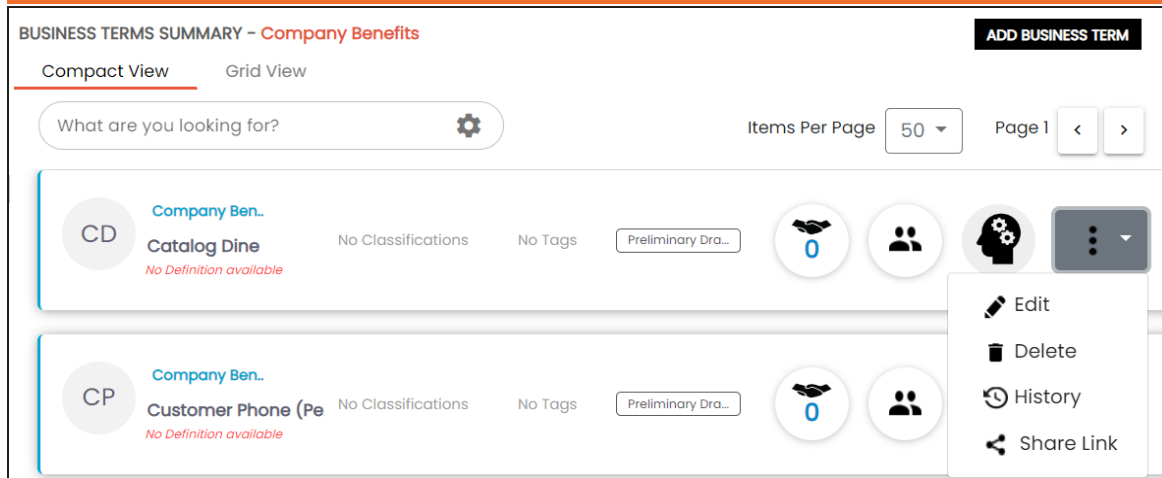 BUSINESS TERMS SUMMARY - Company Benefits
ADD BUSINESS TERM
Compact View
Grid View
What are you looking for?
Items Per Page
50
Page 1
CD
Company Ben..
Catalog Dine
No Definition available
No Classifications
No Tags
Preliminary Dra...
0
Edit
Delete
History
Share Link
CP
Company Ben..
Customer Phone (Pe
No Definition available
No Classifications
No Tags
Preliminary Dra...
0